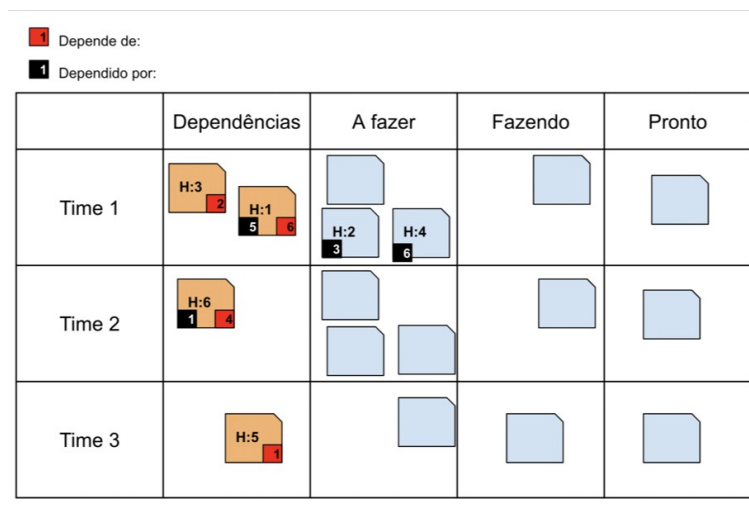 1 Depende de:
1 Dependido por:
Dependências A fazer Fazendo Pronto
Time 1
H:3
2
H:1
5 6
H:2
3
H:4
6
Time 2
H:6
1 4
Time 3
H:5
1